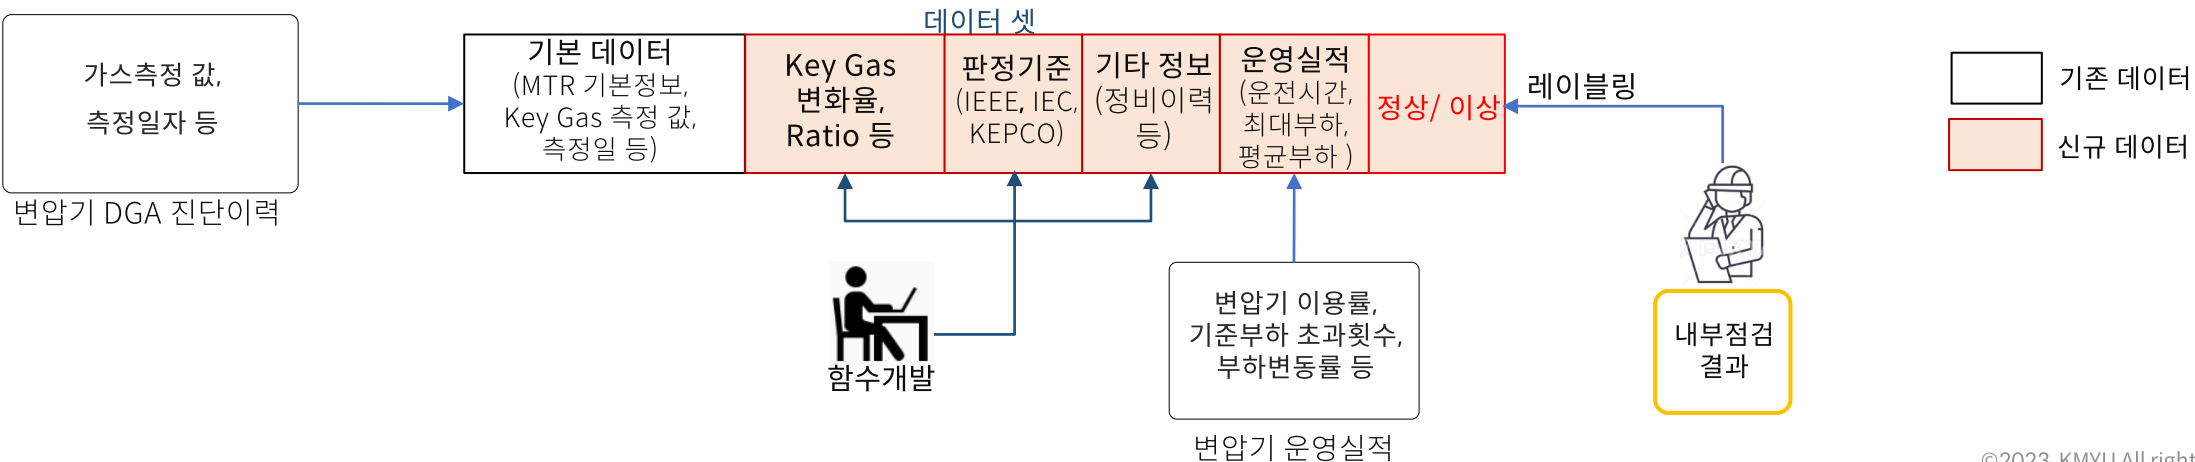 데이터 셋
가스측정 값,
측정일자 등
변압기 DGA 진단이력
기본 데이터
(MTR 기본정보,
Key Gas 측정 값,
측정일 등)
Key Gas
변화율,
Ratio 등
판정기준
(IEEE, IEC,
KEPCO)
기타 정보
(정비이력
등)
운영실적
(운전시간,
최대부하,
평균부하 )
정상/ 이상
레이블링
기존 데이터
신규 데이터
함수개발
변압기 이용률,
기준부하 초과횟수,
부하변동률 등
변압기 운영실적
내부점검
결과
©2023. KMYU All right